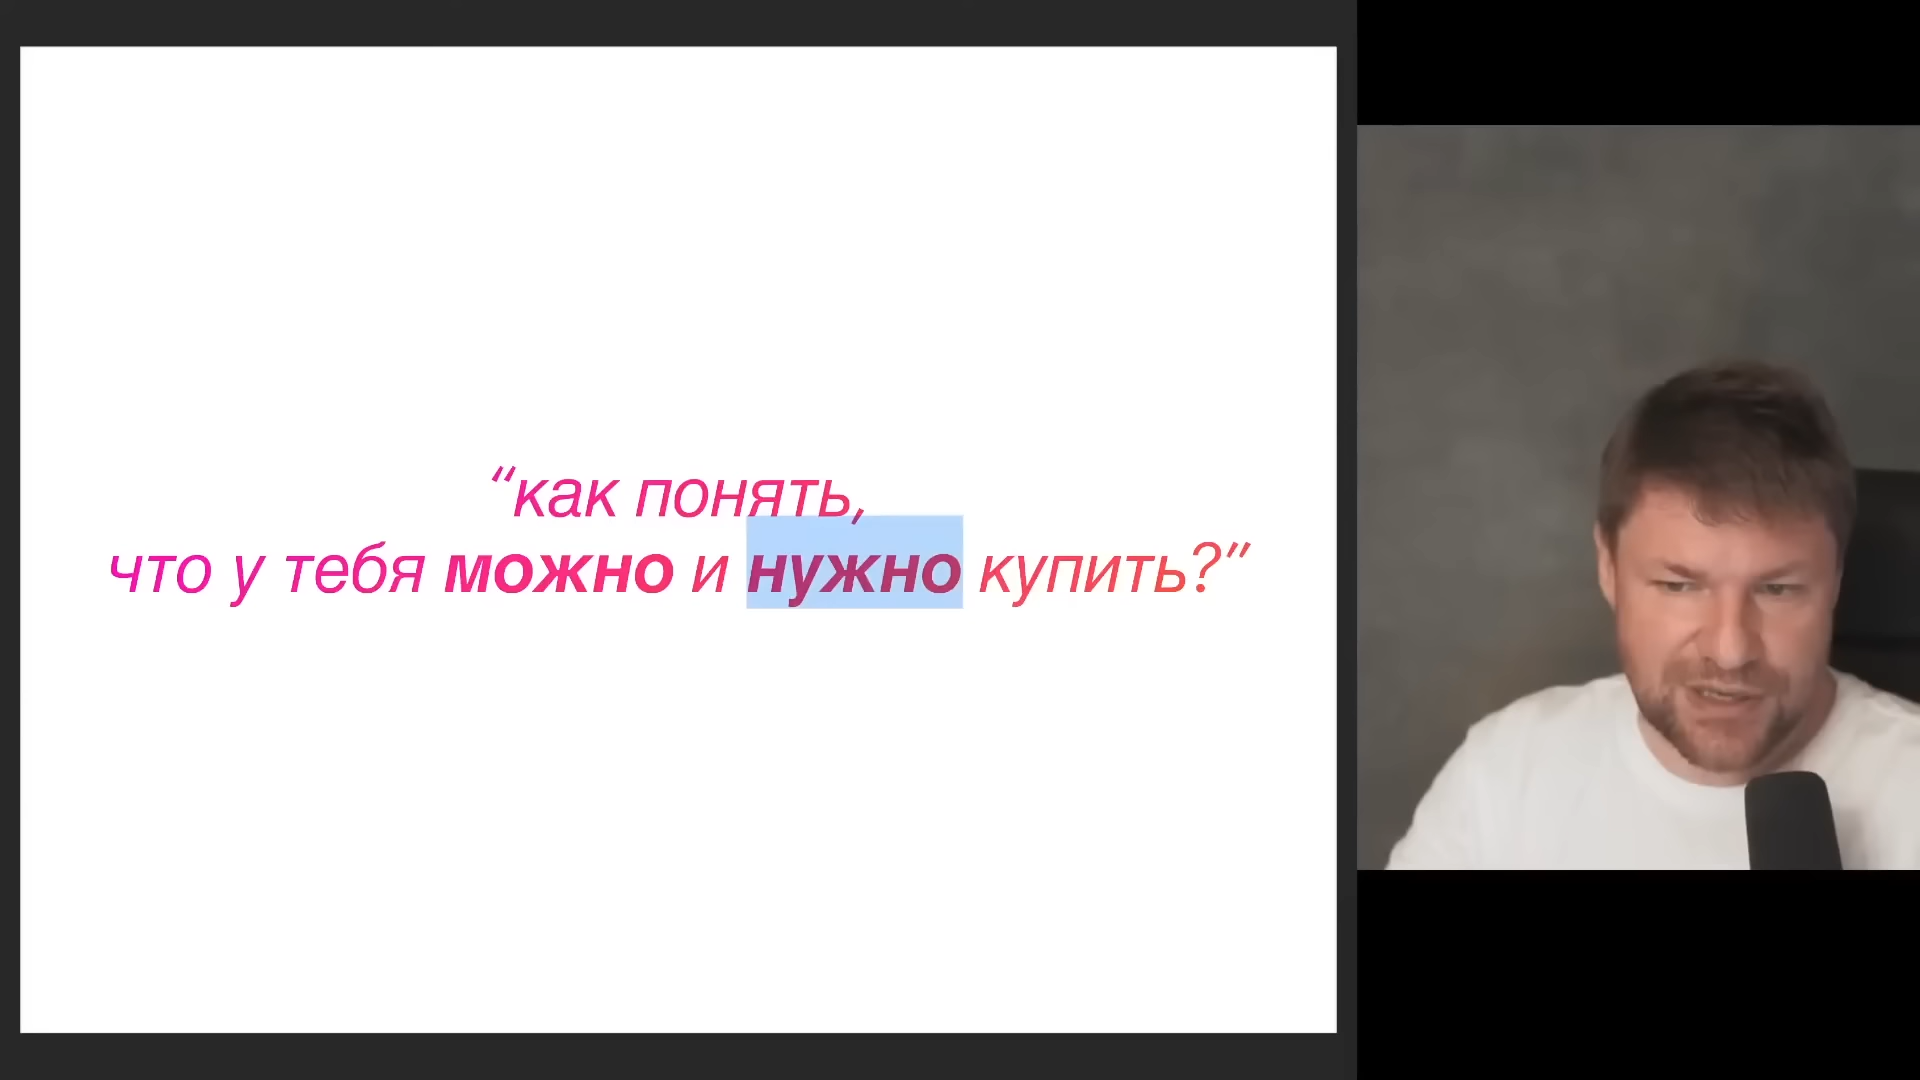 “как понять,
что у тебя можно и нужно купить?”